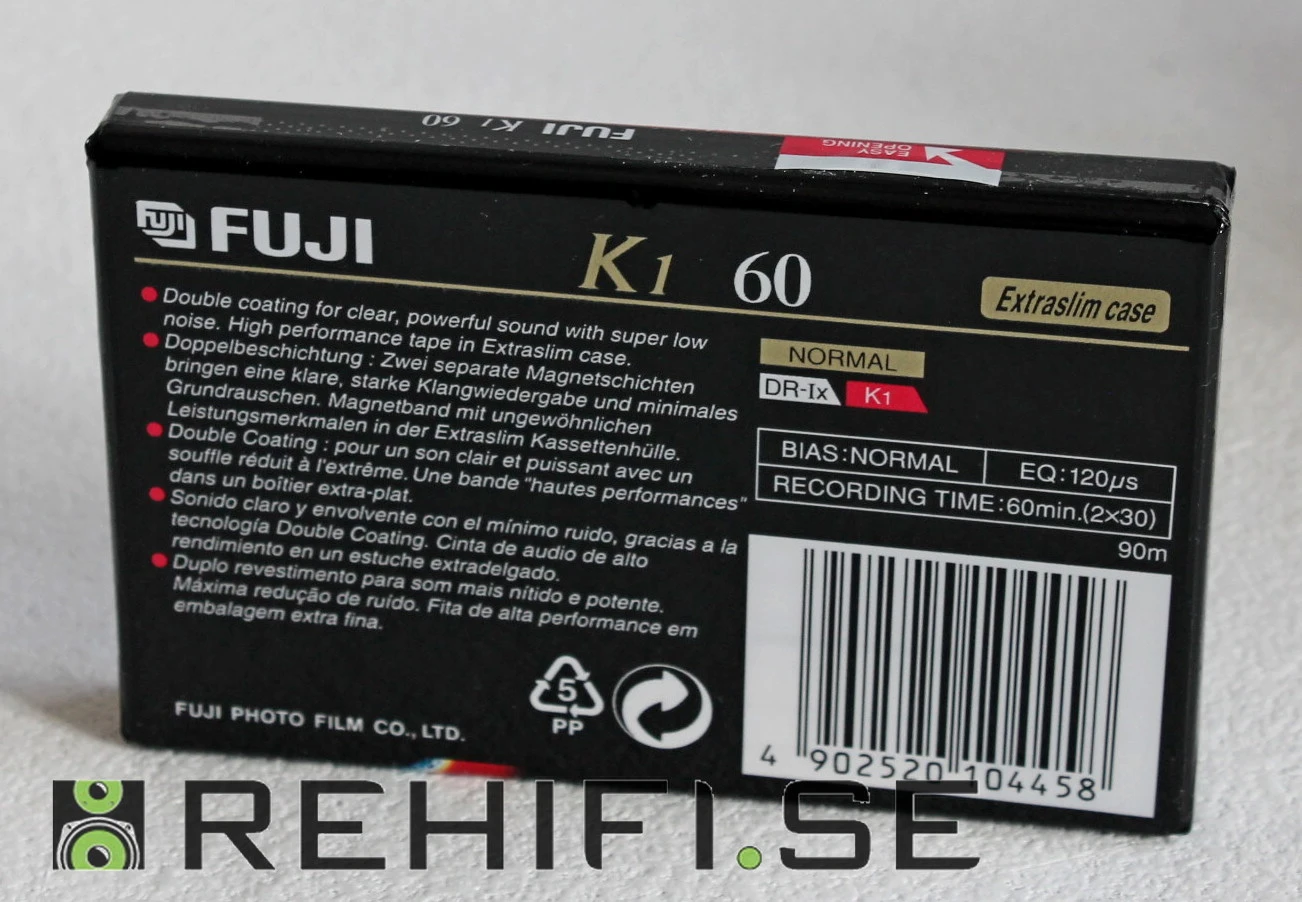 FUJI K1 60
EASY
OPENING
FUJI FUJI
K1 60
Extraslim case
Double coating for clear, powerful sound with super low
noise. High performance tape in Extraslim case.
Doppelbeschichtung : Zwei separate Magnetschichten
bringen eine klare, starke Klangwiedergabe und minimales
Grundrauschen. Magnetband mit ungewöhnlichen
Leistungsmerkmalen in der Extraslim Kassettenhülle.
Double Coating : pour un son clair et puissant avec un
souffle réduit à l'extrême. Une bande "hautes performances"
dans un boîtier extra-plat.
Sonido claro y envolvente con el mínimo ruido, gracias a la
tecnología Double Coating. Cinta de audio de alto
rendimiento en un estuche extradelgado.
Duplo revestimento para som mais nítido e potente.
Máxima redução de ruído. Fita de alta performance em
embalagem extra fina.
NORMAL
DR-Ix K1
BIAS:NORMAL EQ:120µs
RECORDING TIME:60min.(2×30)
90m
5
PP
FUJI PHOTO FILM CO., LTD.
4 902520 104458
REHIFI.SE